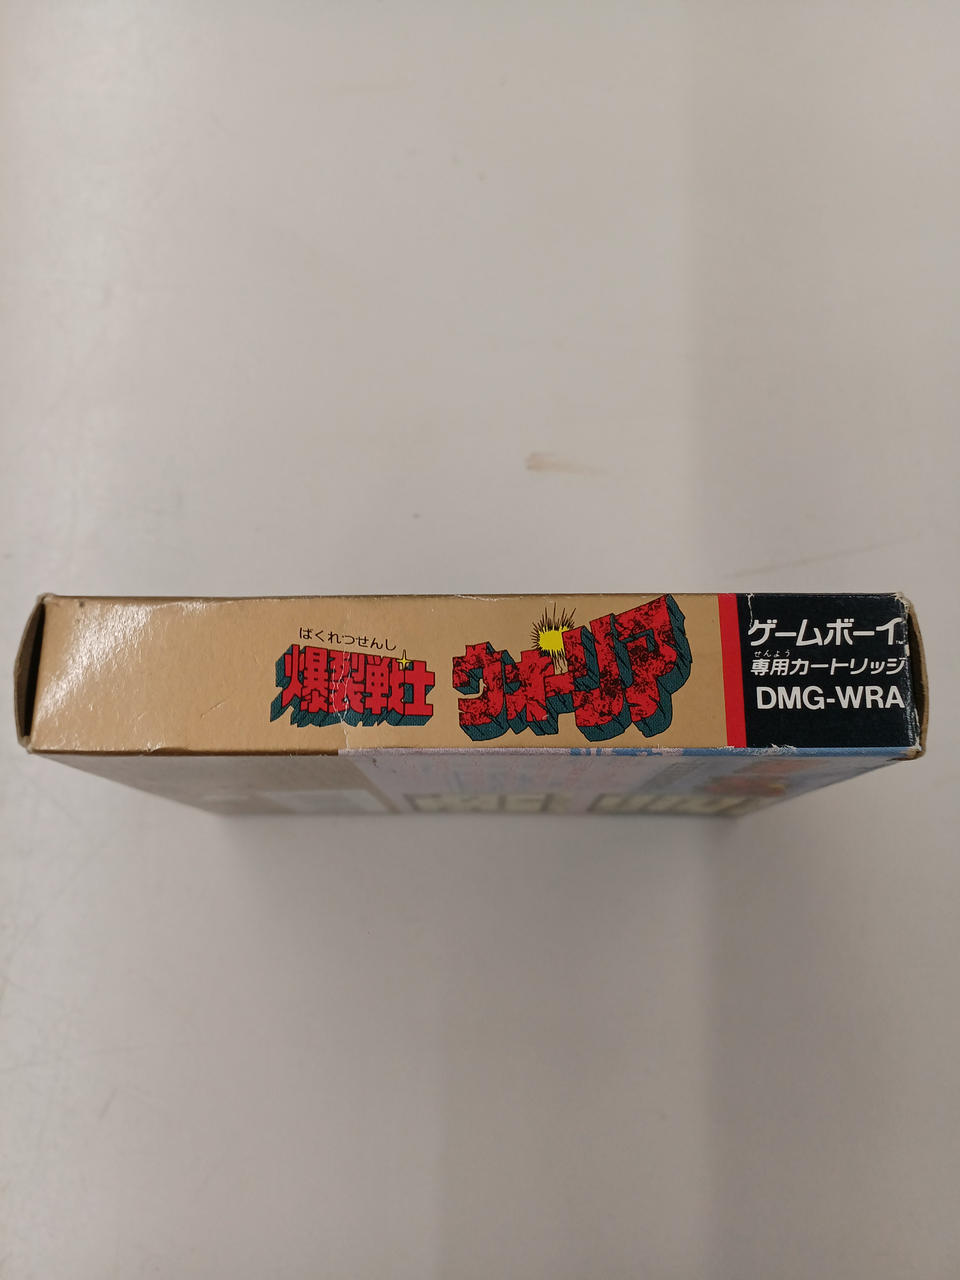 ばくれつせんし
爆裂戦士 ウォーリア
ゲームボーイ
せんよう
専用カートリッジ
DMG-WRA